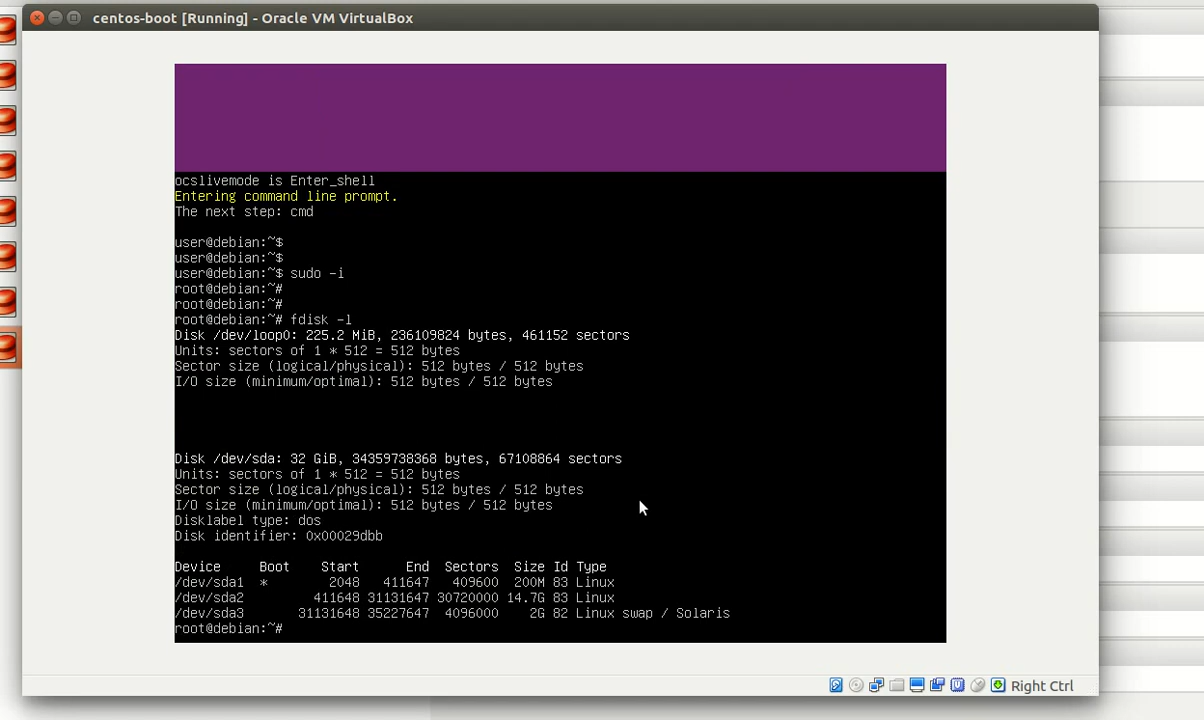 centos-boot [Running] - Oracle VM VirtualBox
ocslivemode is Enter_shell
Entering command line prompt.
The next step: cmd
user@debian:~$
user@debian:~$
user@debian:~$ sudo -i
root@debian:~#
root@debian:~#
root@debian:~# fdisk -l
Disk /dev/loop0: 225.2 MiB, 236109824 bytes, 461152 sectors
Units: sectors of 1 * 512 = 512 bytes
Sector size (logical/physical): 512 bytes / 512 bytes
I/O size (minimum/optimal): 512 bytes / 512 bytes
Disk /dev/sda: 32 GiB, 34359738368 bytes, 67108864 sectors
Units: sectors of 1 * 512 = 512 bytes
Sector size (logical/physical): 512 bytes / 512 bytes
I/O size (minimum/optimal): 512 bytes / 512 bytes
Disklabel type: dos
Disk identifier: 0x00029dbb
Device Boot Start End Sectors Size Id Type
/dev/sda1 * 2048 411647 409600 200M 83 Linux
/dev/sda2 411648 31131647 30720000 14.7G 83 Linux
/dev/sda3 31131648 35227647 4096000 2G 82 Linux swap / Solaris
root@debian:~#
Right Ctrl